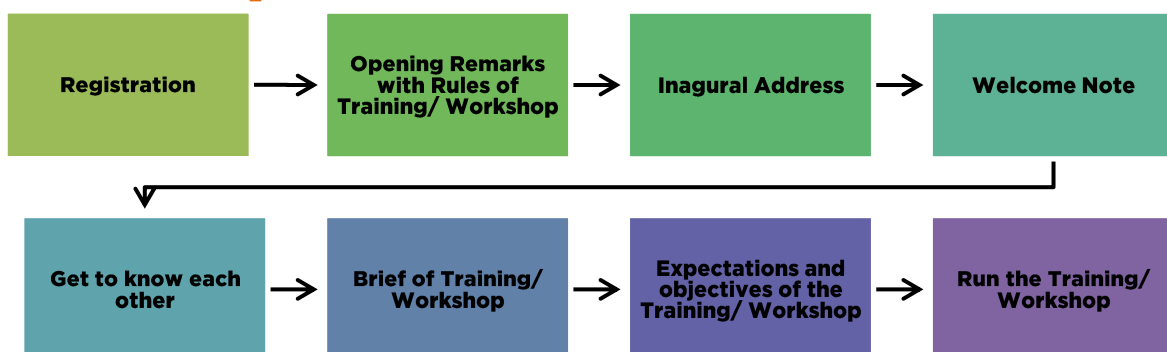 Registration
Opening Remarks
with Rules of
Training/ Workshop
Inagural Address
Welcome Note
Get to know each
other
Brief of Training/
Workshop
Expectations and
objectives of the
Training/ Workshop
Run the Training/
Workshop